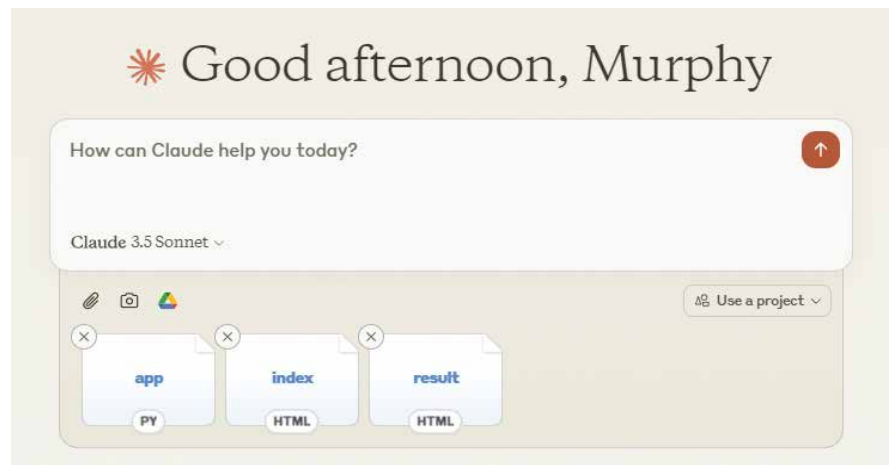 Good afternoon, Murphy
How can Claude help you today?
Claude 3.5 Sonnet
Use a project
app index result
PY HTML HTML